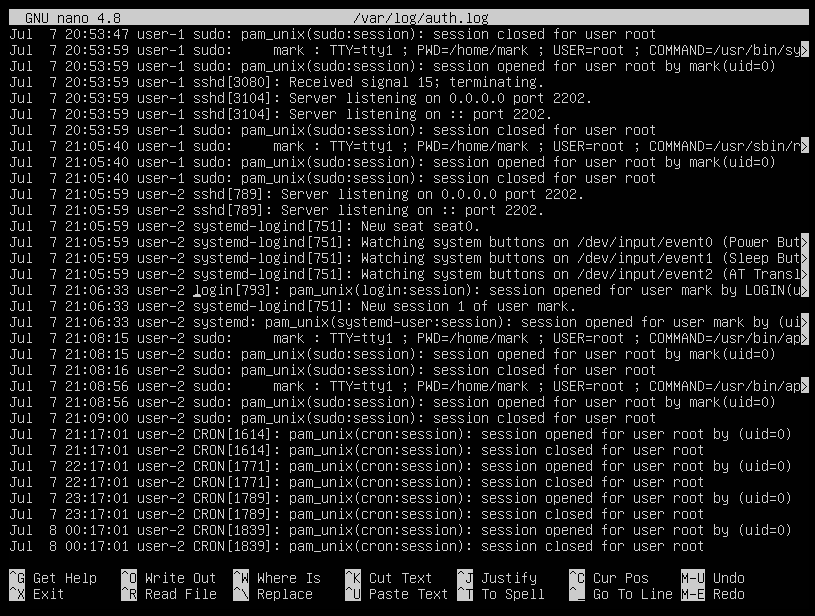 GNU nano 4.8 /var/log/auth.log
Jul  7 20:53:47 user-1 sudo: pam_unix(sudo:session): session closed for user root
Jul  7 20:53:59 user-1 sudo:     mark : TTY=tty1 ; PWD=/home/mark ; USER=root ; COMMAND=/usr/bin/sy>
Jul  7 20:53:59 user-1 sudo: pam_unix(sudo:session): session opened for user root by mark(uid=0)
Jul  7 20:53:59 user-1 sshd[3080]: Received signal 15; terminating.
Jul  7 20:53:59 user-1 sshd[3104]: Server listening on 0.0.0.0 port 2202.
Jul  7 20:53:59 user-1 sshd[3104]: Server listening on :: port 2202.
Jul  7 20:53:59 user-1 sudo: pam_unix(sudo:session): session closed for user root
Jul  7 21:05:40 user-1 sudo:     mark : TTY=tty1 ; PWD=/home/mark ; USER=root ; COMMAND=/usr/sbin/r>
Jul  7 21:05:40 user-1 sudo: pam_unix(sudo:session): session opened for user root by mark(uid=0)
Jul  7 21:05:40 user-1 sudo: pam_unix(sudo:session): session closed for user root
Jul  7 21:05:59 user-2 sshd[789]: Server listening on 0.0.0.0 port 2202.
Jul  7 21:05:59 user-2 sshd[789]: Server listening on :: port 2202.
Jul  7 21:05:59 user-2 systemd-logind[751]: New seat seat0.
Jul  7 21:05:59 user-2 systemd-logind[751]: Watching system buttons on /dev/input/event0 (Power But>
Jul  7 21:05:59 user-2 systemd-logind[751]: Watching system buttons on /dev/input/event1 (Sleep But>
Jul  7 21:05:59 user-2 systemd-logind[751]: Watching system buttons on /dev/input/event2 (AT Transl>
Jul  7 21:06:33 user-2 login[793]: pam_unix(login:session): session opened for user mark by LOGIN(u>
Jul  7 21:06:33 user-2 systemd-logind[751]: New session 1 of user mark.
Jul  7 21:06:33 user-2 systemd: pam_unix(systemd-user:session): session opened for user mark by (ui>
Jul  7 21:08:15 user-2 sudo:     mark : TTY=tty1 ; PWD=/home/mark ; USER=root ; COMMAND=/usr/bin/ap>
Jul  7 21:08:15 user-2 sudo: pam_unix(sudo:session): session opened for user root by mark(uid=0)
Jul  7 21:08:16 user-2 sudo: pam_unix(sudo:session): session closed for user root
Jul  7 21:08:56 user-2 sudo:     mark : TTY=tty1 ; PWD=/home/mark ; USER=root ; COMMAND=/usr/bin/ap>
Jul  7 21:08:56 user-2 sudo: pam_unix(sudo:session): session opened for user root by mark(uid=0)
Jul  7 21:09:00 user-2 sudo: pam_unix(sudo:session): session closed for user root
Jul  7 21:17:01 user-2 CRON[1614]: pam_unix(cron:session): session opened for user root by (uid=0)
Jul  7 21:17:01 user-2 CRON[1614]: pam_unix(cron:session): session closed for user root
Jul  7 22:17:01 user-2 CRON[1771]: pam_unix(cron:session): session opened for user root by (uid=0)
Jul  7 22:17:01 user-2 CRON[1771]: pam_unix(cron:session): session closed for user root
Jul  7 23:17:01 user-2 CRON[1789]: pam_unix(cron:session): session opened for user root by (uid=0)
Jul  7 23:17:01 user-2 CRON[1789]: pam_unix(cron:session): session closed for user root
Jul  8 00:17:01 user-2 CRON[1839]: pam_unix(cron:session): session opened for user root by (uid=0)
Jul  8 00:17:01 user-2 CRON[1839]: pam_unix(cron:session): session closed for user root
^G Get Help ^O Write Out ^W Where Is ^K Cut Text ^J Justify ^C Cur Pos M-U Undo
^X Exit ^R Read File ^\ Replace ^U Paste Text ^T To Spell ^_ Go To Line M-E Redo